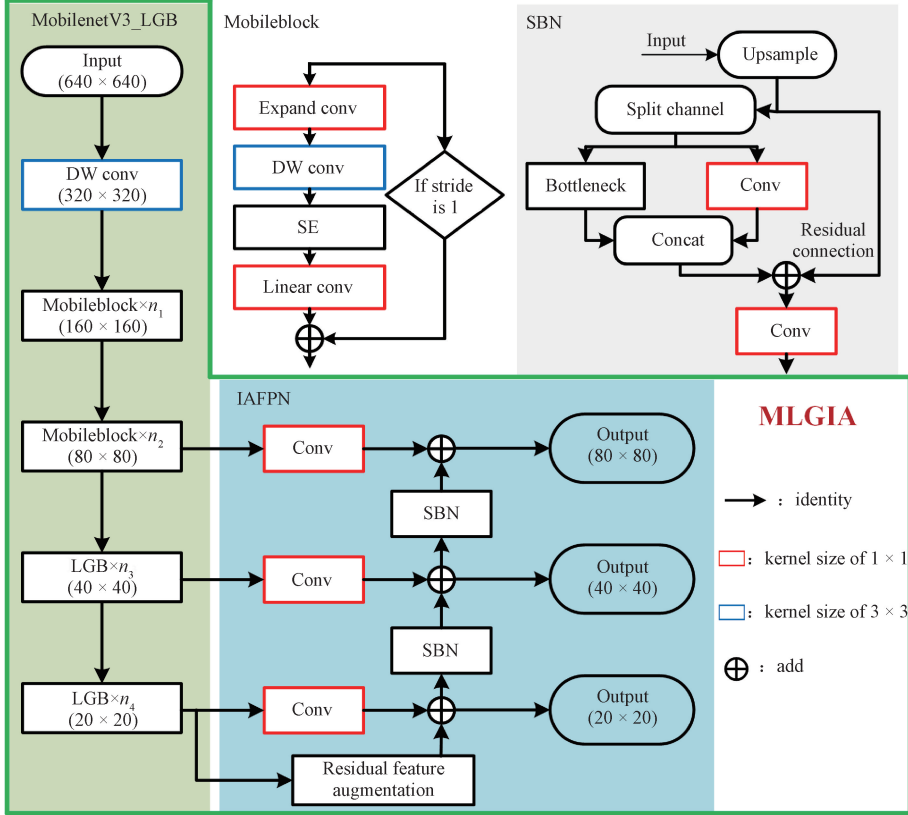 MobilenetV3_LGB
Input
(640 × 640)
DW conv
(320 × 320)
Mobileblock×n₁
(160 × 160)
Mobileblock×n₂
(80 × 80)
LGB×n₃
(40 × 40)
LGB×n₄
(20 × 20)
Mobileblock
Expand conv
DW conv
SE
Linear conv
If stride
is 1
SBN
Input
Upsample
Split channel
Bottleneck
Conv
Concat
Residual
connection
Conv
IAFPN
Conv
Output
(80 × 80)
SBN
Conv
Output
(40 × 40)
SBN
Conv
Output
(20 × 20)
Residual feature
augmentation
MLGIA
: identity
: kernel size of 1 × 1
: kernel size of 3 × 3
: add